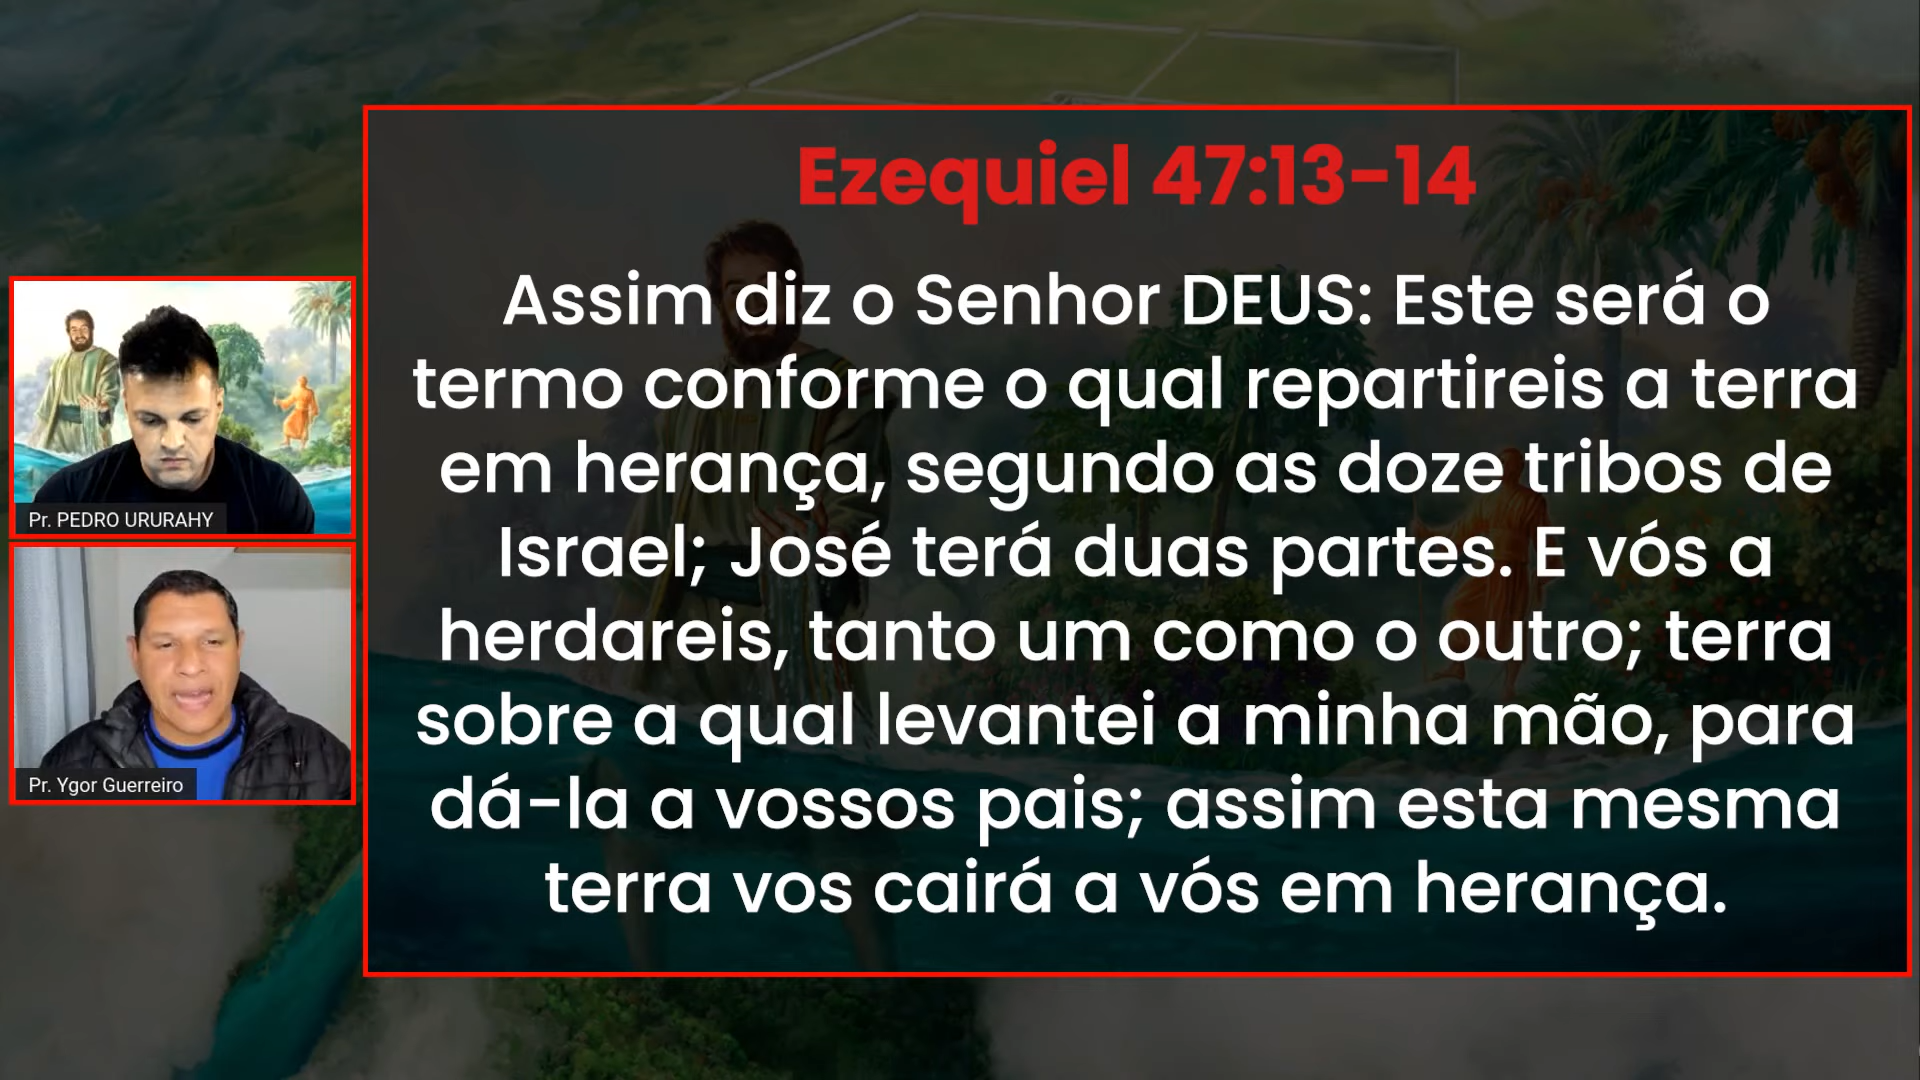 Ezequiel 47:13-14
Assim diz o Senhor DEUS: Este será o
termo conforme o qual repartireis a terra
em herança, segundo as doze tribos de
Israel; José terá duas partes. E vós a
herdareis, tanto um como o outro; terra
sobre a qual levantei a minha mão, para
dá-la a vossos pais; assim esta mesma
terra vos cairá a vós em herança.
Pr. PEDRO URURAHY
Pr. Ygor Guerreiro